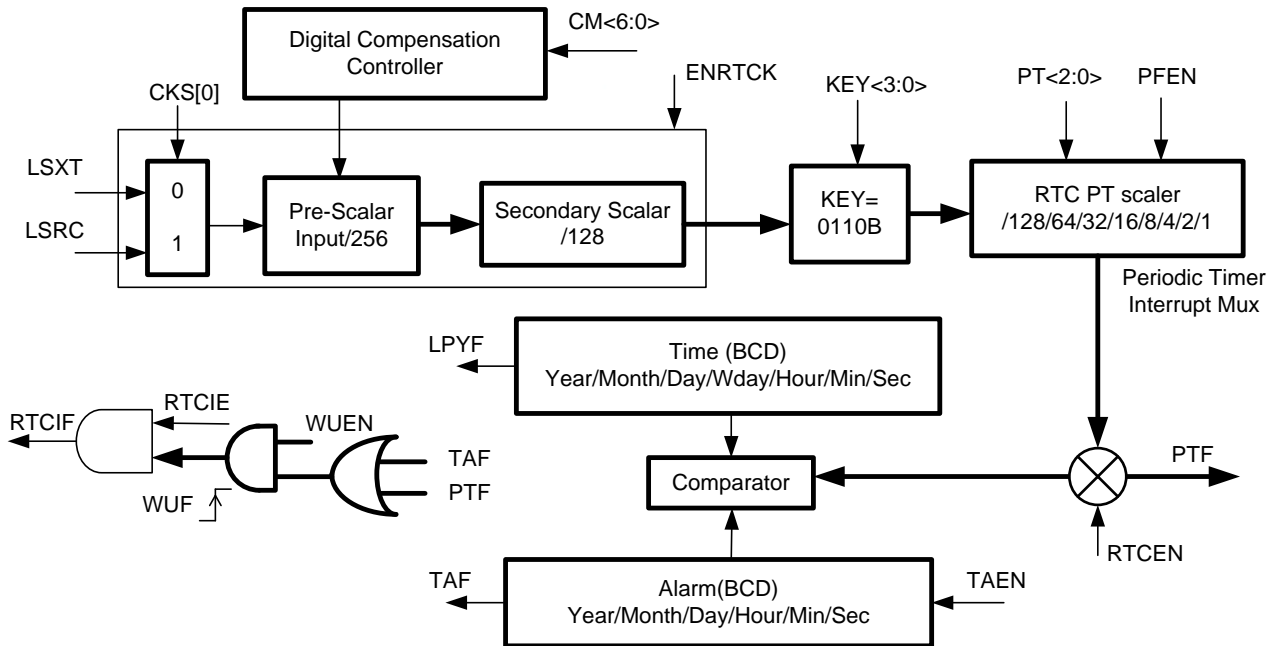 CM<6:0>
Digital Compensation
Controller
ENRTCK
CKS[0]
KEY<3:0>
PT<2:0>
PFEN
LSXT
LSRC
0
1
Pre-Scalar
Input/256
Secondary Scalar
/128
KEY=
0110B
RTC PT scaler
/128/64/32/16/8/4/2/1
Periodic Timer
Interrupt Mux
LPYF
Time (BCD)
Year/Month/Day/Wday/Hour/Min/Sec
RTCIF
RTCIE
WUEN
TAF
PTF
WUF
Comparator
PTF
RTCEN
TAF
Alarm(BCD)
Year/Month/Day/Hour/Min/Sec
TAEN